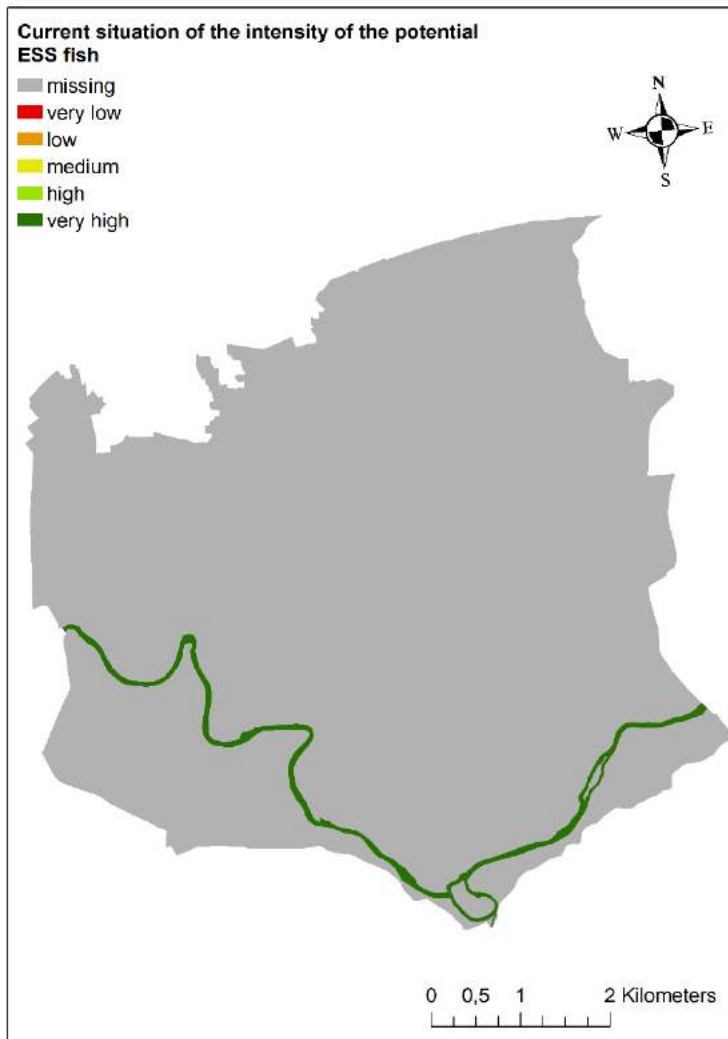 Current situation of the intensity of the potential
ESS fish
missing
very low
low
medium
high
very high
N
W E
S
0 0,5 1 2 Kilometers